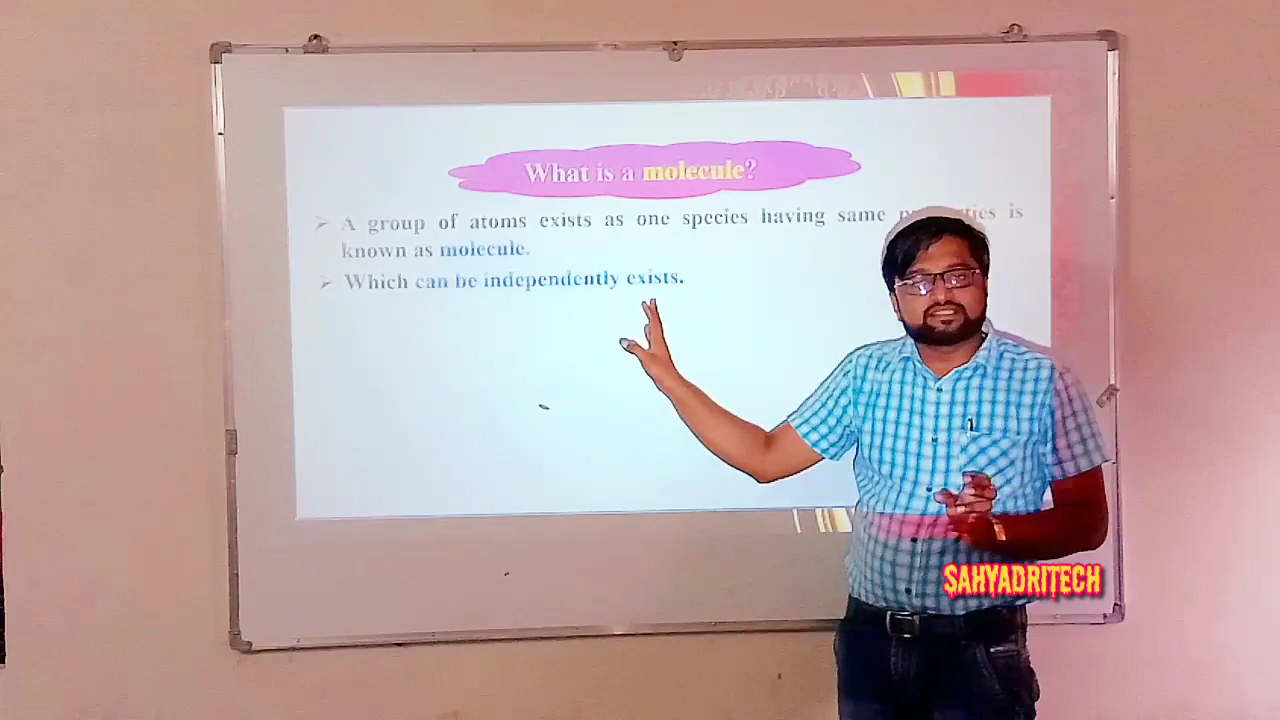 What is a molecule?
➢ A group of atoms exists as one species having same is
known as molecule.
➢ Which can be independently exists.
SAHYADRITECH